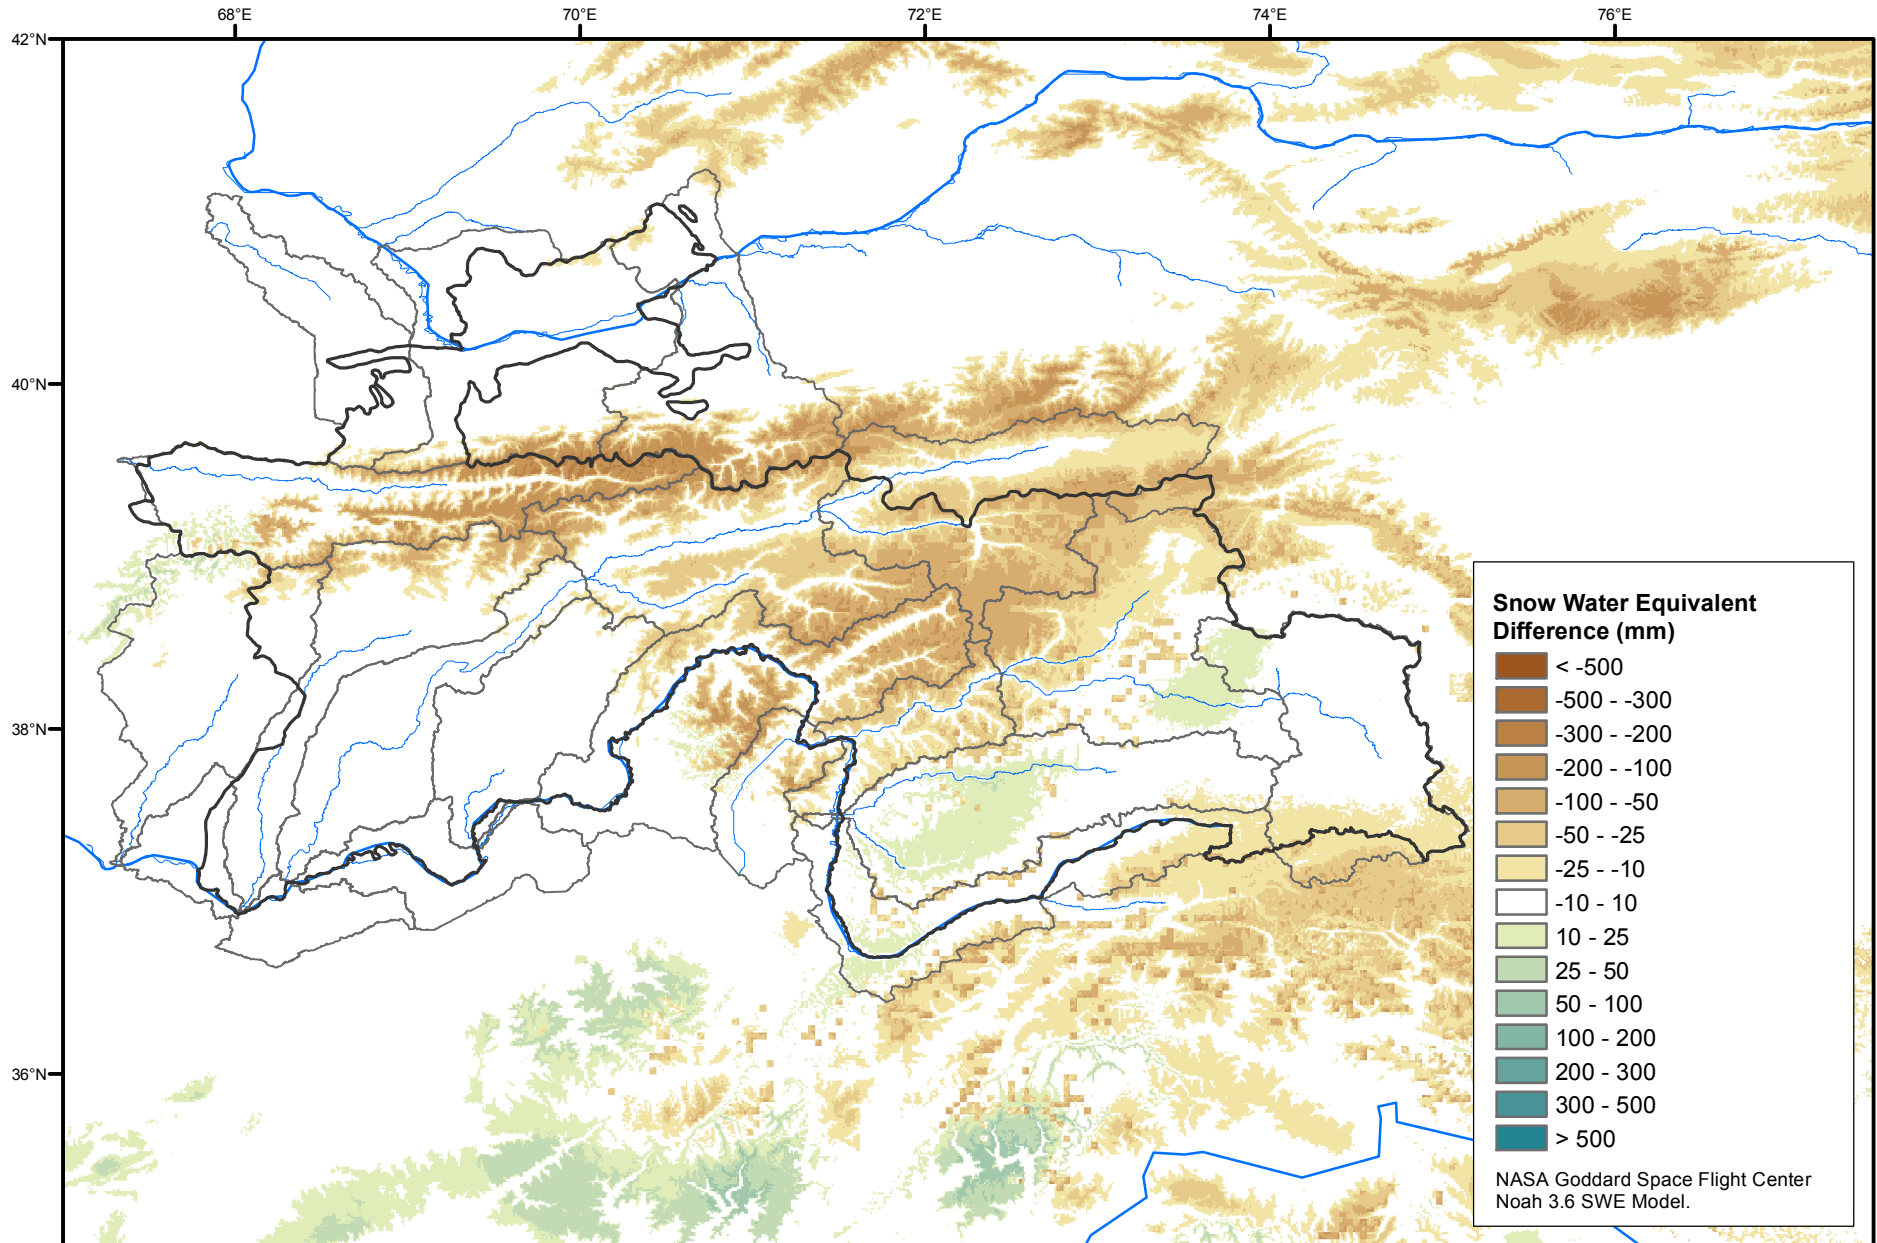 68°E
70°E
72°E
74°E
76°E
42°N
40°N
38°N
36°N
Snow Water Equivalent
Difference (mm)
< -500
-500 - -300
-300 - -200
-200 - -100
-100 - -50
-50 - -25
-25 - -10
-10 - 10
10 - 25
25 - 50
50 - 100
100 - 200
200 - 300
300 - 500
> 500
NASA Goddard Space Flight Center
Noah 3.6 SWE Model.